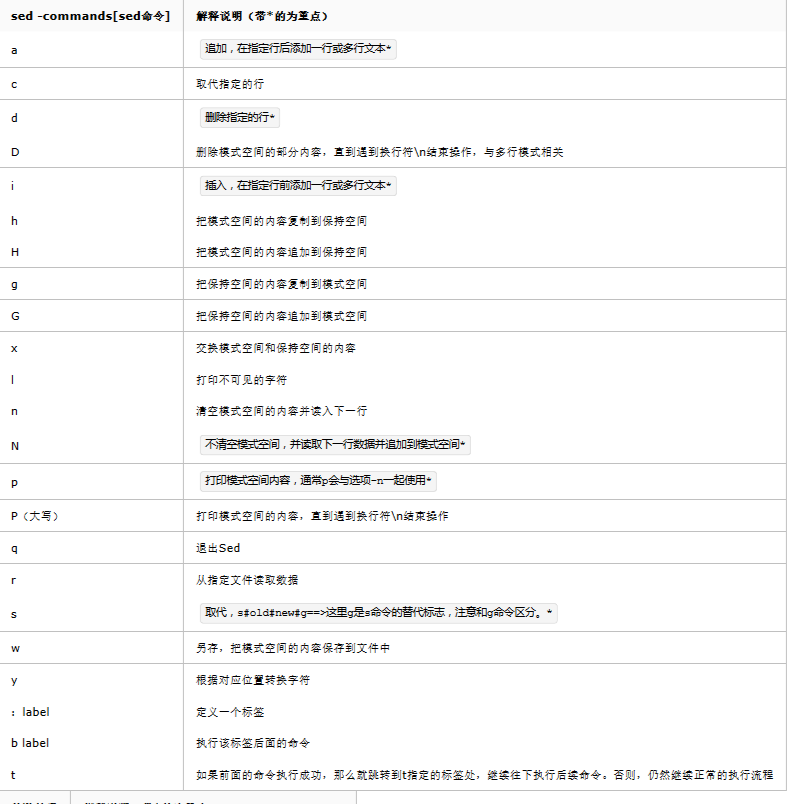 sed -commands[sed命令] 解释说明（带*的为重点）
a 追加，在指定行后添加一行或多行文本*
c 取代指定的行
d 删除指定的行*
D 删除模式空间的部分内容，直到遇到换行符\n结束操作，与多行模式相关
i 插入，在指定行前添加一行或多行文本*
h 把模式空间的内容复制到保持空间
H 把模式空间的内容追加到保持空间
g 把保持空间的内容复制到模式空间
G 把保持空间的内容追加到模式空间
x 交换模式空间和保持空间的内容
l 打印不可见的字符
n 清空模式空间的内容并读入下一行
N 不清空模式空间，并读取下一行数据并追加到模式空间*
p 打印模式空间内容，通常p会与选项-n一起使用*
P（大写） 打印模式空间的内容，直到遇到换行符\n结束操作
q 退出Sed
r 从指定文件读取数据
s 取代，s#old#new#g==>这里g是s命令的替代标志，注意和g命令区分。*
w 另存，把模式空间的内容保存到文件中
y 根据对应位置转换字符
：label 定义一个标签
b label 执行该标签后面的命令
t 如果前面的命令执行成功，那么就跳转到t指定的标签处，继续往下执行后续命令。否则，仍然继续正常的执行流程